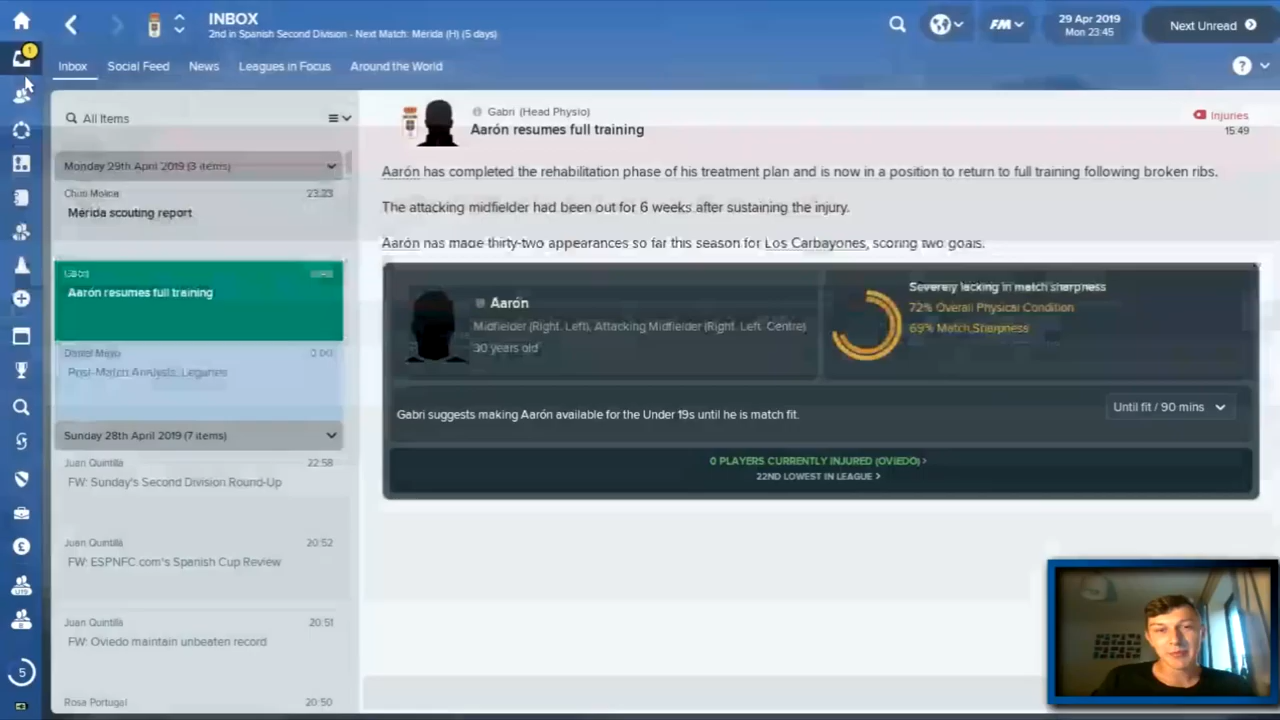 INBOX
2nd in Spanish Second Division - Next Match: Mérida (H) (5 days)
FM
29 Apr 2019
Mon 23:45
Next Unread
1
Inbox
Social Feed
News
Leagues in Focus
Around the World
?
All Items
Monday 29th April 2019 (3 items)
Chus Molina
23:23
Mérida scouting report
Gabri
Aarón resumes full training
Daniel Mayo
0:00
Post-Match Analysis: Leganés
Sunday 28th April 2019 (7 items)
Juan Quintilla
22:58
FW: Sunday's Second Division Round-Up
Juan Quintilla
20:52
FW: ESPNFC.com's Spanish Cup Review
Juan Quintilla
20:51
FW: Oviedo maintain unbeaten record
Rosa Portugal
20:50
Gabri (Head Physio)
Aarón resumes full training
Injuries
15:49
Aarón has completed the rehabilitation phase of his treatment plan and is now in a position to return to full training following broken ribs.
The attacking midfielder had been out for 6 weeks after sustaining the injury.
Aarón has made thirty-two appearances so far this season for Los Carbayones, scoring two goals.
Aarón
Midfielder (Right, Left), Attacking Midfielder (Right, Left, Centre)
30 years old
Severely lacking in match sharpness
72% Overall Physical Condition
69% Match Sharpness
Gabri suggests making Aarón available for the Under 19s until he is match fit.
Until fit / 90 mins
0 PLAYERS CURRENTLY INJURED (OVIEDO) >
22ND LOWEST IN LEAGUE >
£
U19
B
5